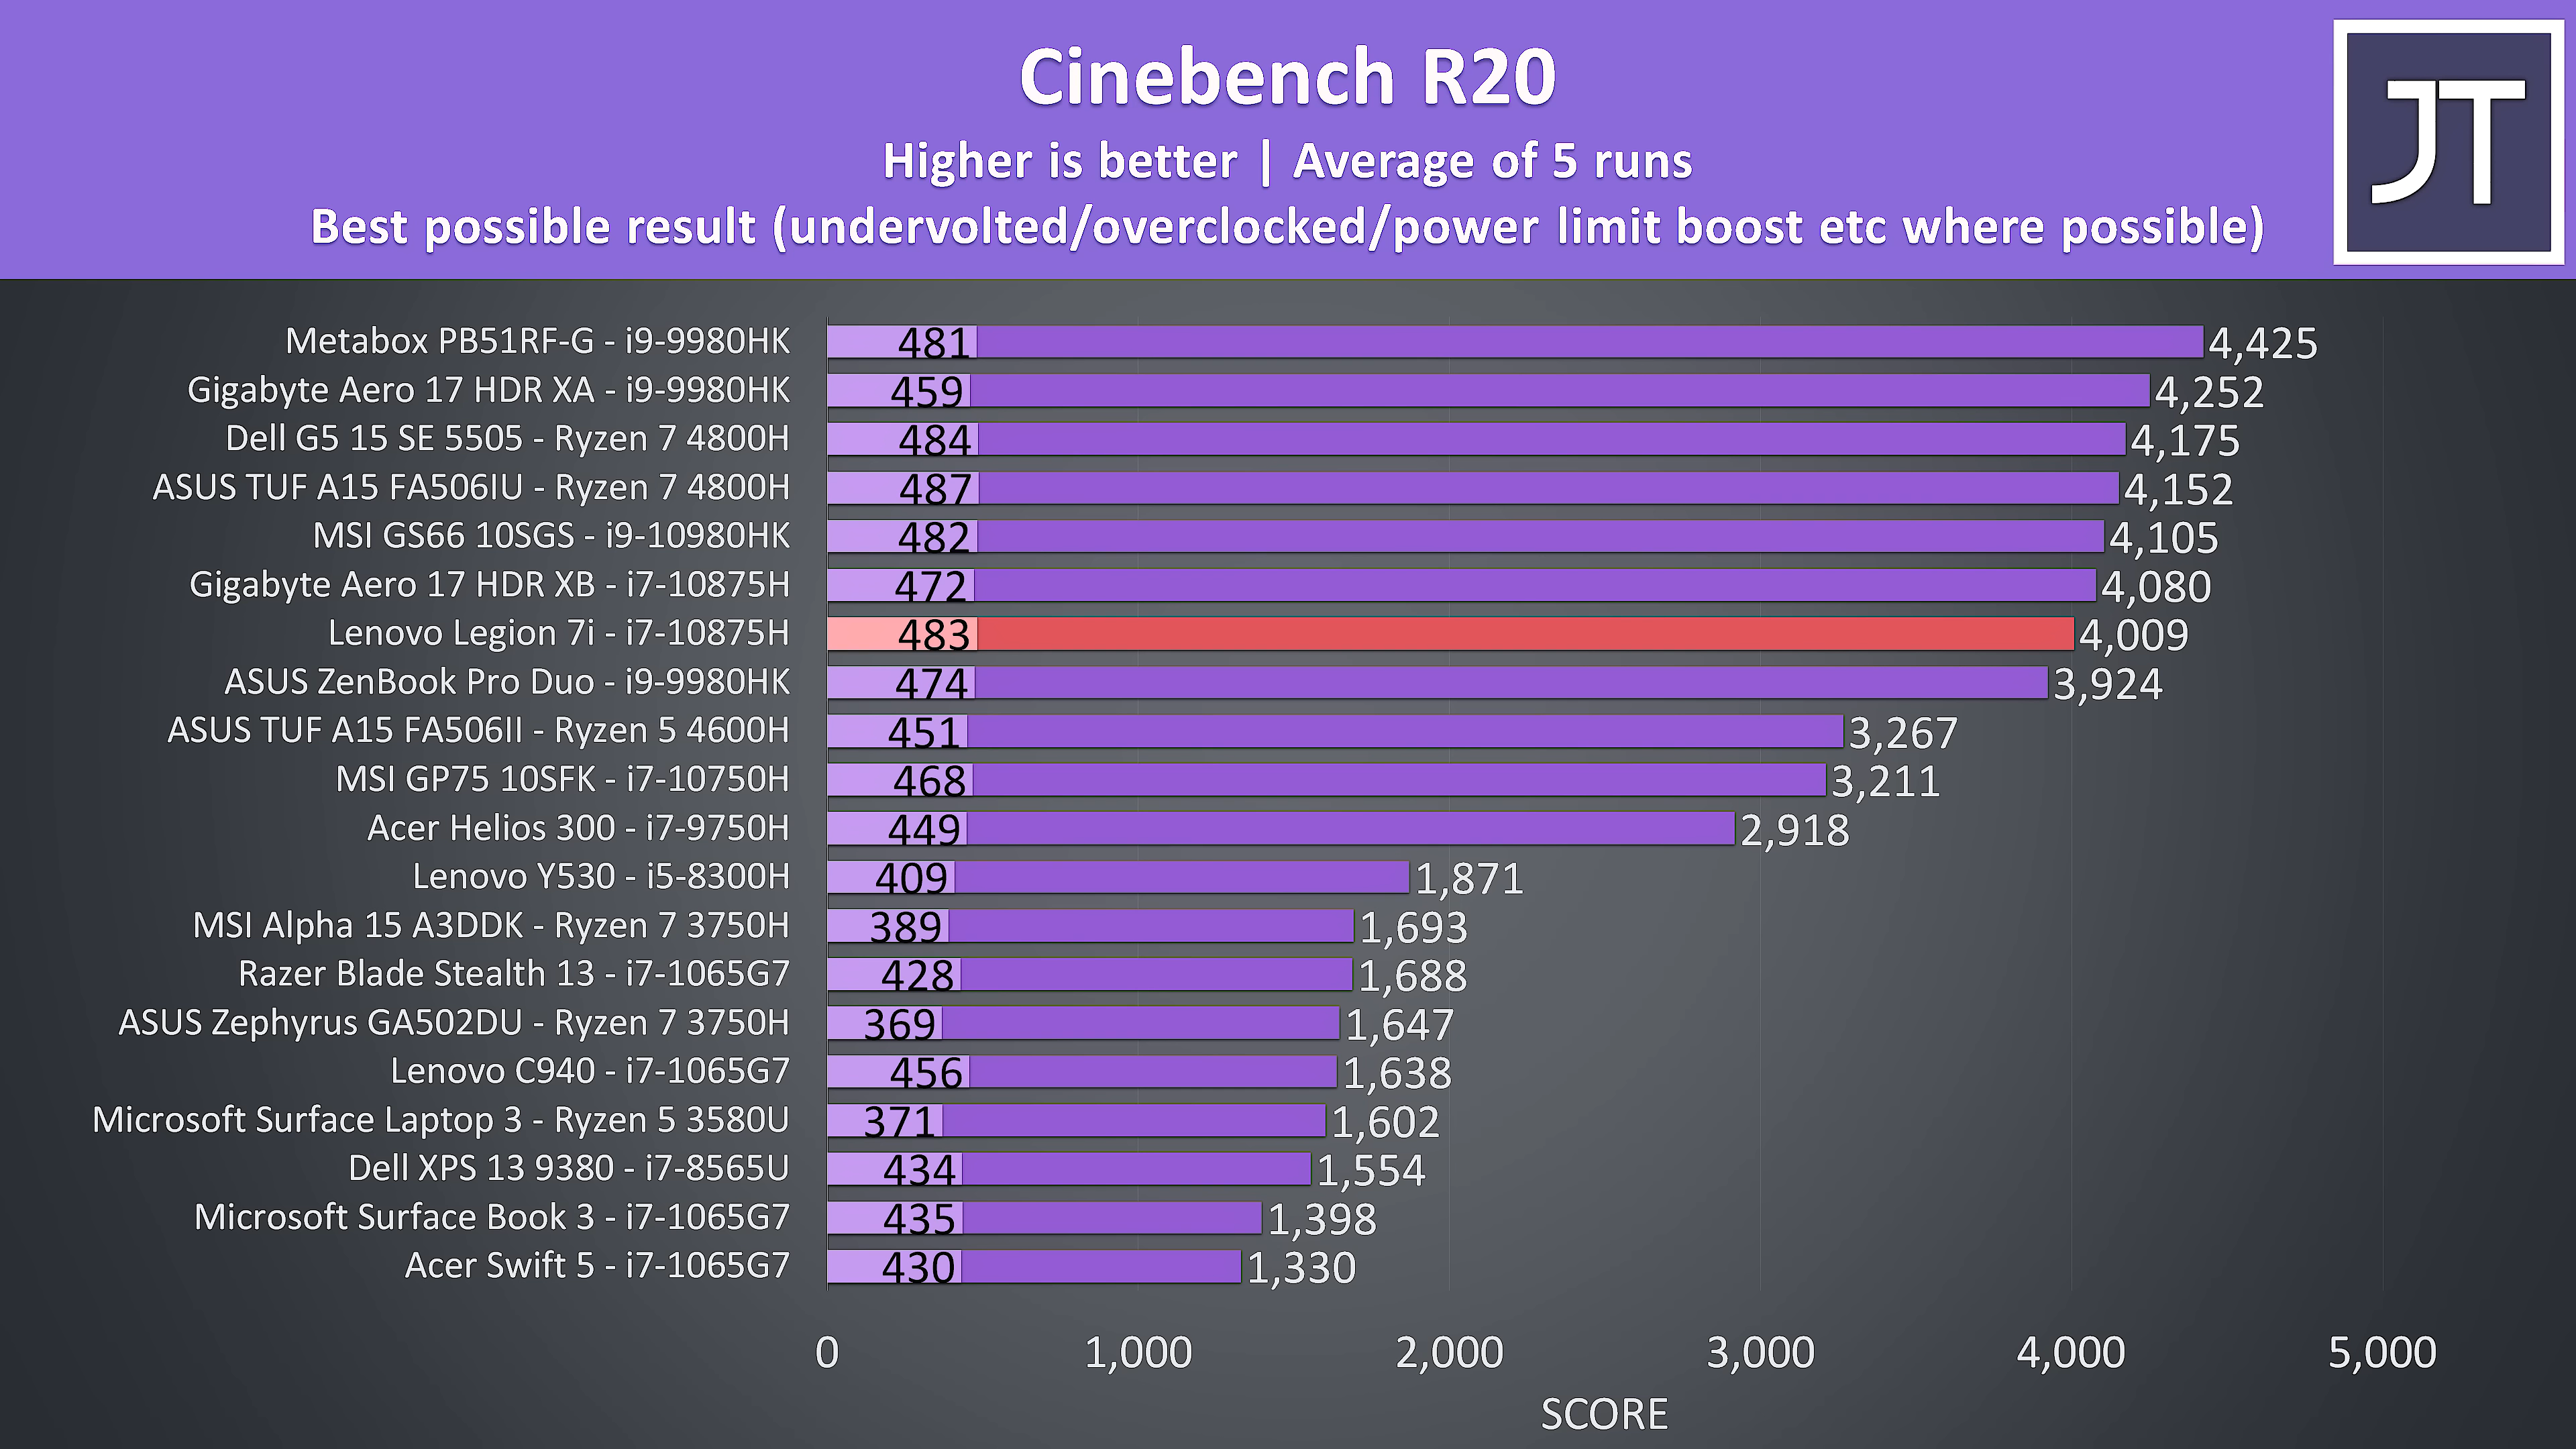 Cinebench R20
Higher is better | Average of 5 runs
Best possible result (undervolted/overclocked/power limit boost etc where possible)
JT
Metabox PB51RF-G - i9-9980HK 481 4,425
Gigabyte Aero 17 HDR XA - i9-9980HK 459 4,252
Dell G5 15 SE 5505 - Ryzen 7 4800H 484 4,175
ASUS TUF A15 FA506IU - Ryzen 7 4800H 487 4,152
MSI GS66 10SGS - i9-10980HK 482 4,105
Gigabyte Aero 17 HDR XB - i7-10875H 472 4,080
Lenovo Legion 7i - i7-10875H 483 4,009
ASUS ZenBook Pro Duo - i9-9980HK 474 3,924
ASUS TUF A15 FA506II - Ryzen 5 4600H 451 3,267
MSI GP75 10SFK - i7-10750H 468 3,211
Acer Helios 300 - i7-9750H 449 2,918
Lenovo Y530 - i5-8300H 409 1,871
MSI Alpha 15 A3DDK - Ryzen 7 3750H 389 1,693
Razer Blade Stealth 13 - i7-1065G7 428 1,688
ASUS Zephyrus GA502DU - Ryzen 7 3750H 369 1,647
Lenovo C940 - i7-1065G7 456 1,638
Microsoft Surface Laptop 3 - Ryzen 5 3580U 371 1,602
Dell XPS 13 9380 - i7-8565U 434 1,554
Microsoft Surface Book 3 - i7-1065G7 435 1,398
Acer Swift 5 - i7-1065G7 430 1,330
0 1,000 2,000 3,000 4,000 5,000
SCORE